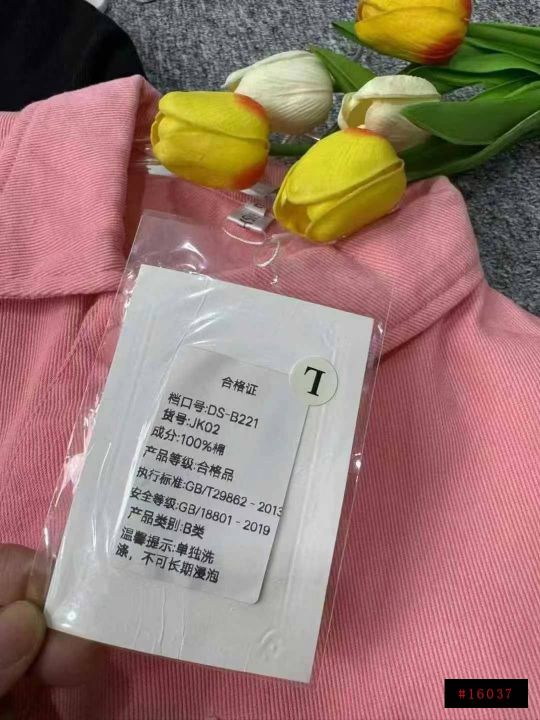 合格证
档口号:DS-B221
货号:JK02
成分:100%棉
产品等级:合格品
执行标准:GB/T29862-2013
安全等级:GB/18801-2019
产品类别:B类
温馨提示:单独洗
涤，不可长期浸泡
L
#16037